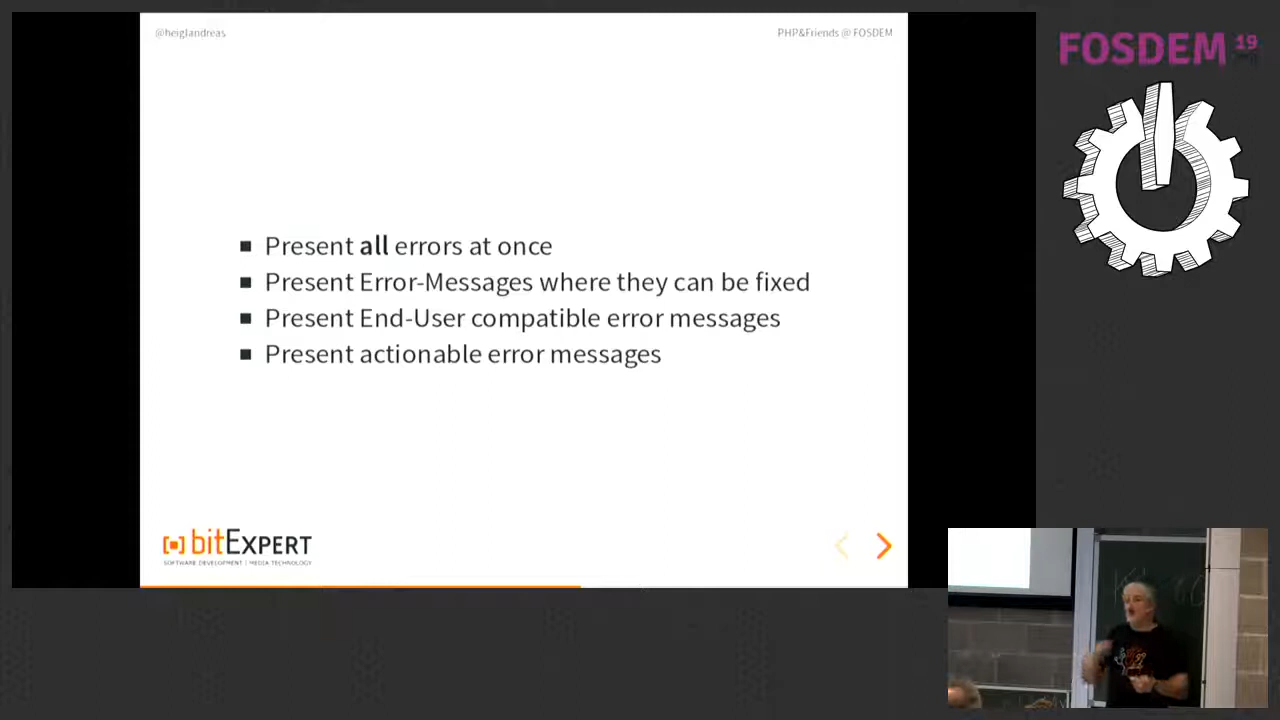 @heiglandreas
PHP&Friends @ FOSDEM
FOSDEM 19
■ Present all errors at once
■ Present Error-Messages where they can be fixed
■ Present End-User compatible error messages
■ Present actionable error messages
bitExpert
SOFTWARE DEVELOPMENT | MEDIA TECHNOLOGY